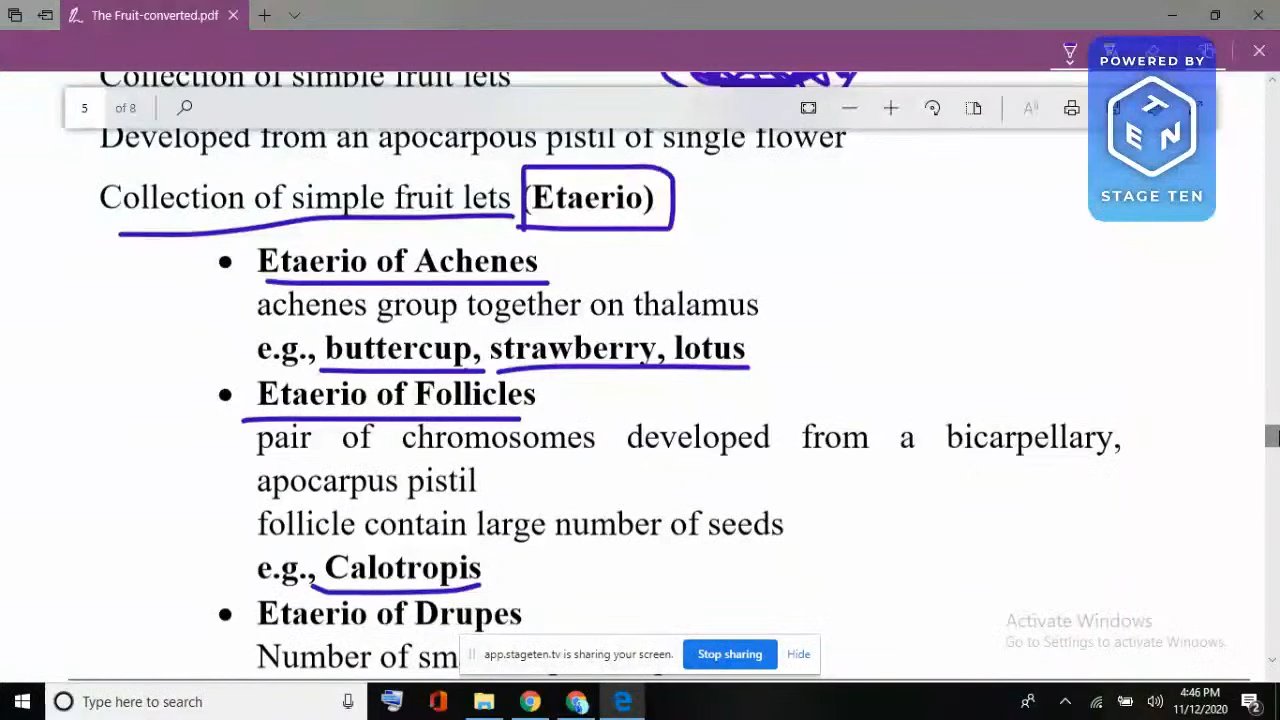 The Fruit-converted.pdf
POWERED BY
TEN
STAGE TEN
Collection of simple fruit lets
5 of 8
Developed from an apocarpous pistil of single flower
Collection of simple fruit lets (Etaerio)
• Etaerio of Achenes
achenes group together on thalamus
e.g., buttercup, strawberry, lotus
• Etaerio of Follicles
pair of chromosomes developed from a bicarpellary,
apocarpus pistil
follicle contain large number of seeds
e.g., Calotropis
• Etaerio of Drupes
Number of sm
Activate Windows
Go to Settings to activate Windows.
app.stageten.tv is sharing your screen. Stop sharing Hide
Type here to search
4:46 PM
11/12/2020
2